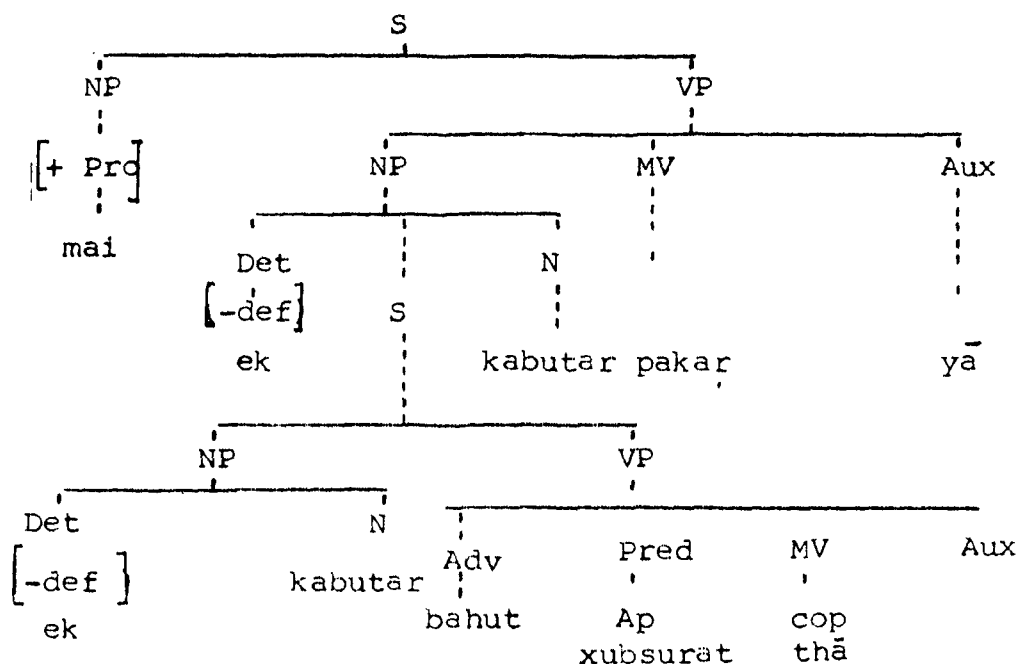 S
NP VP
[+ Pro] NP MV Aux
mai
Det N
[-def] S
ek kabutar pakaṛ yā
NP VP
Det N
Adv Pred MV Aux
[-def] kabutar
bahut Ap cop
ek
xubsurat thā